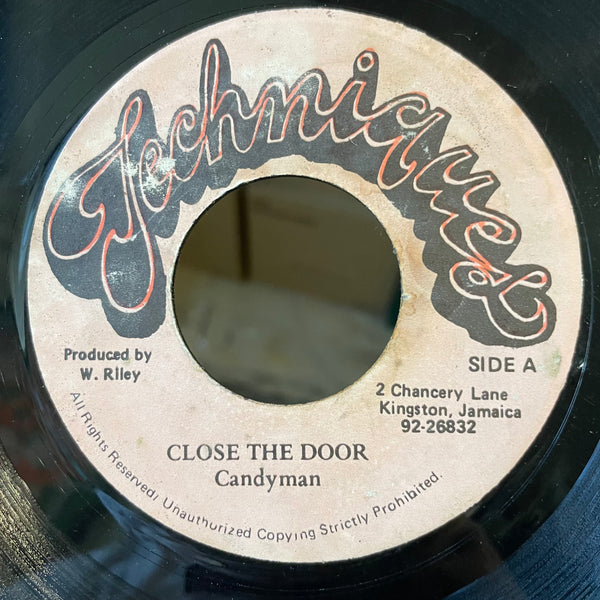 Techniques
Produced by
W. Riley
SIDE A
2 Chancery Lane
Kingston, Jamaica
92-26832
CLOSE THE DOOR
Candyman
All Rights Reserved, Unauthorized Copying Strictly Prohibited.